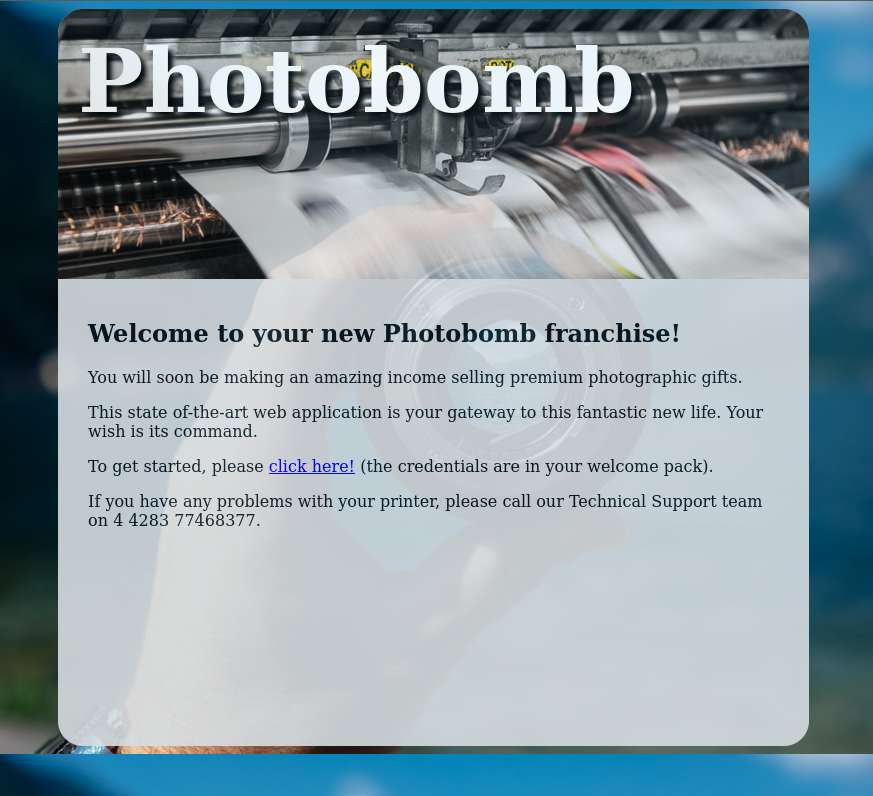 Photobomb
Welcome to your new Photobomb franchise!
You will soon be making an amazing income selling premium photographic gifts.
This state of-the-art web application is your gateway to this fantastic new life. Your
wish is its command.
To get started, please click here! (the credentials are in your welcome pack).
If you have any problems with your printer, please call our Technical Support team
on 4 4283 77468377.